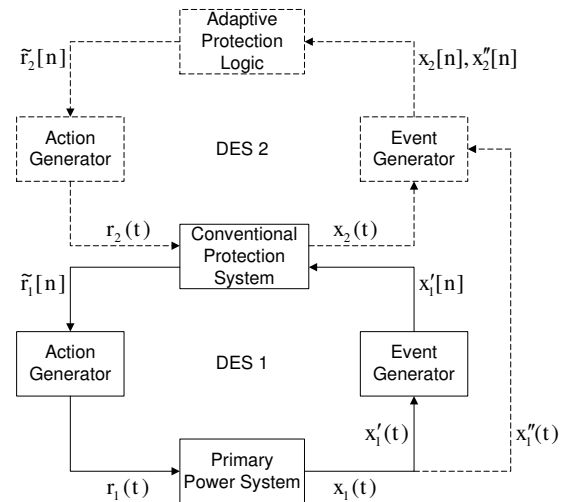 Adaptive
Protection
Logic
r̃₂[n]
x₂[n], x₂″[n]
Action
Generator
DES 2
Event
Generator
r₂(t)
Conventional
Protection
System
x₂(t)
r̃₁[n]
x₁′[n]
Action
Generator
DES 1
Event
Generator
x₁′(t)
x₁″(t)
Primary
Power System
r₁(t)
x₁(t)